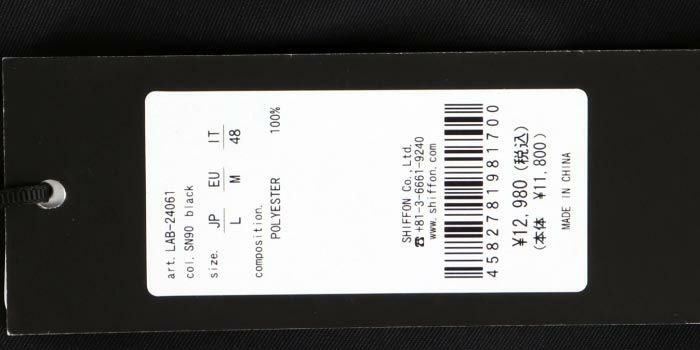 art. LAB-24061
col. SN90 black
size. JP EU IT
L M 48
composition.
POLYESTER 100%
SHIFFON Co.,Ltd.
☎+81-3-6661-9240
www.shiffon.com
4582781981700
¥12,980 (税込)
(本体 ¥11,800)
MADE IN CHINA